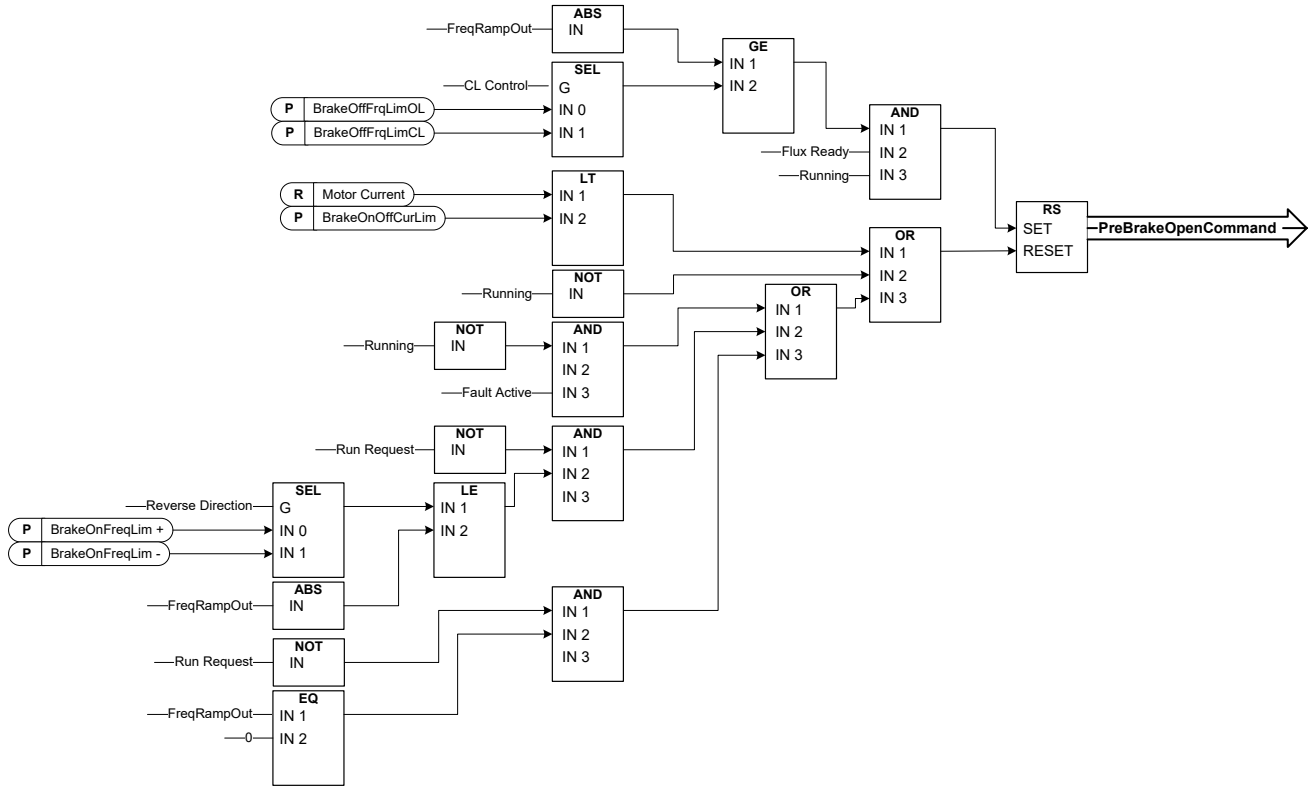 ABS
FreqRampOut
IN
GE
IN 1
IN 2
SEL
CL Control
G
P BrakeOffFrqLimOL
IN 0
P BrakeOffFrqLimCL
IN 1
AND
IN 1
Flux Ready
IN 2
Running
IN 3
LT
R Motor Current
IN 1
P BrakeOnOffCurLim
IN 2
RS
SET
RESET
PreBrakeOpenCommand
OR
IN 1
IN 2
IN 3
NOT
Running
IN
OR
IN 1
IN 2
IN 3
NOT
Running
IN
AND
IN 1
IN 2
Fault Active
IN 3
NOT
Run Request
IN
AND
IN 1
IN 2
IN 3
SEL
Reverse Direction
G
P BrakeOnFreqLim +
IN 0
P BrakeOnFreqLim -
IN 1
LE
IN 1
IN 2
ABS
FreqRampOut
IN
AND
IN 1
IN 2
IN 3
NOT
Run Request
IN
EQ
FreqRampOut
IN 1
0
IN 2